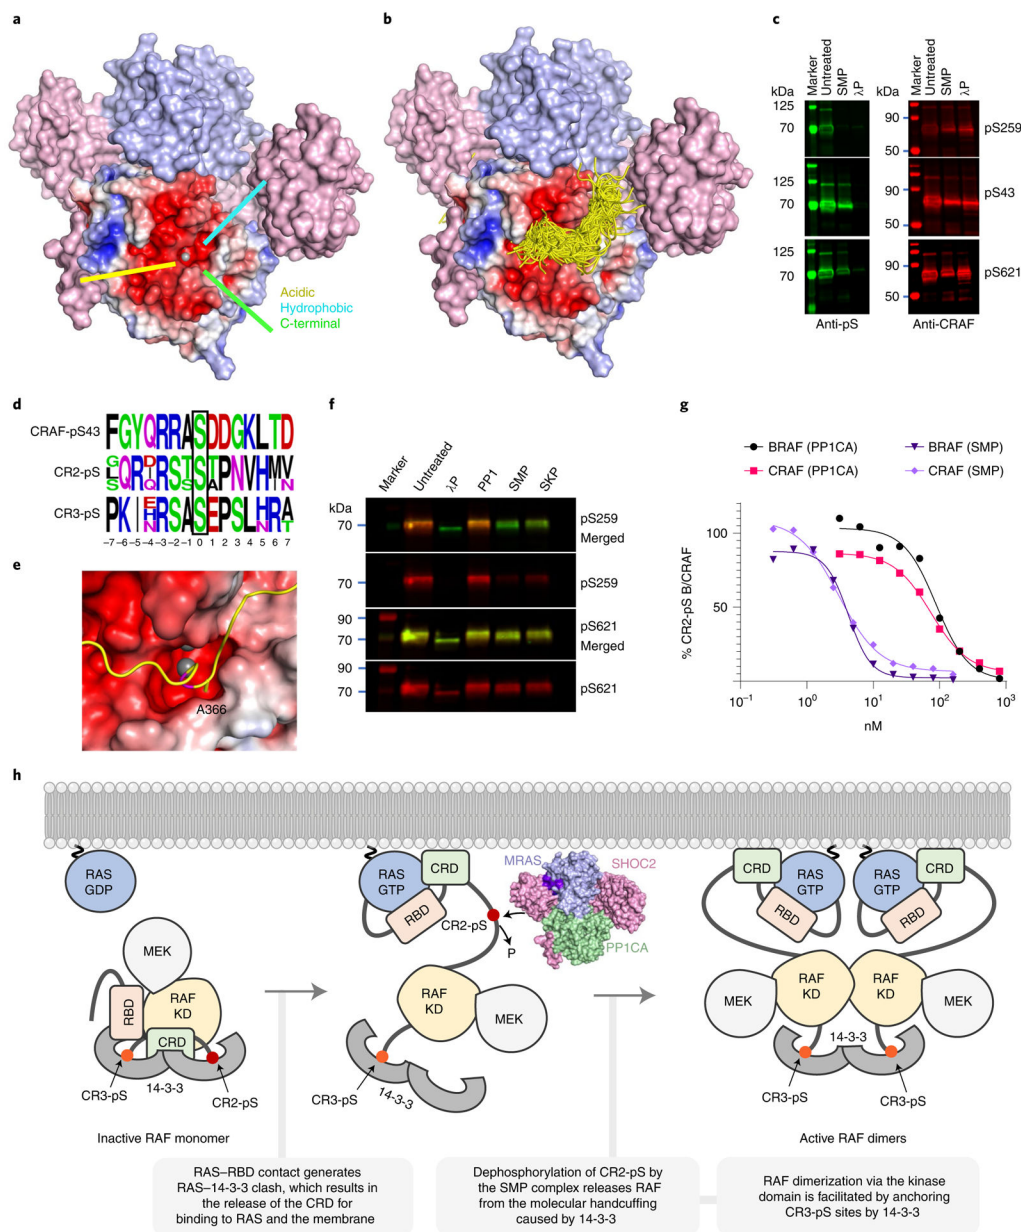 a
b
c
Acidic
Hydrophobic
C-terminal
kDa
Marker
Untreated
SMP
λP
kDa
Marker
Untreated
SMP
λP
125
70
90
70
50
pS259
125
70
90
50
pS43
125
70
90
50
pS621
Anti-pS
Anti-CRAF
d
CRAF-pS43
FGYQRRASDDGKLTD
CR2-pS
CR3-pS
–7 –6 –5 –4 –3 –2 –1 0 1 2 3 4 5 6 7
e
A366
f
Marker
Untreated
λP
PP1
SMP
SKP
kDa
70
pS259
Merged
70
pS259
90
70
pS621
Merged
90
70
pS621
g
BRAF (PP1CA)
BRAF (SMP)
CRAF (PP1CA)
CRAF (SMP)
% CR2-pS B/CRAF
100
50
10–1
100
101
102
103
nM
h
RAS
GDP
MEK
RBD
RAF
KD
CRD
CR3-pS
14-3-3
CR2-pS
Inactive RAF monomer
RAS
GTP
CRD
RBD
CR2-pS
P
MRAS
SHOC2
PP1CA
RAF
KD
MEK
CR3-pS
14-3-3
CRD
RAS
GTP
RBD
RAS
GTP
CRD
RBD
MEK
RAF
KD
RAF
KD
MEK
14-3-3
CR3-pS
CR3-pS
Active RAF dimers
RAS–RBD contact generates
RAS–14-3-3 clash, which results in
the release of the CRD for
binding to RAS and the membrane
Dephosphorylation of CR2-pS by
the SMP complex releases RAF
from the molecular handcuffing
caused by 14-3-3
RAF dimerization via the kinase
domain is facilitated by anchoring
CR3-pS sites by 14-3-3